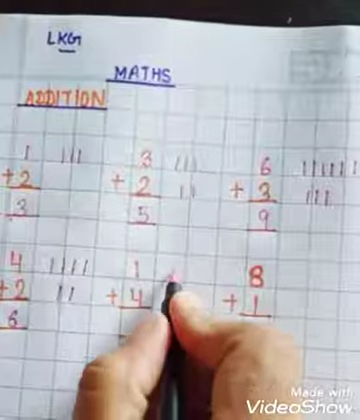 LKG
MATHS
ADDITION
1 |||
+2
3
3 |||
+ 2 ||
5
6 ||||||
+ 3 |||
9
4 ||||
+2 ||
6
1
+4
8
+1
Made with
VideoShow